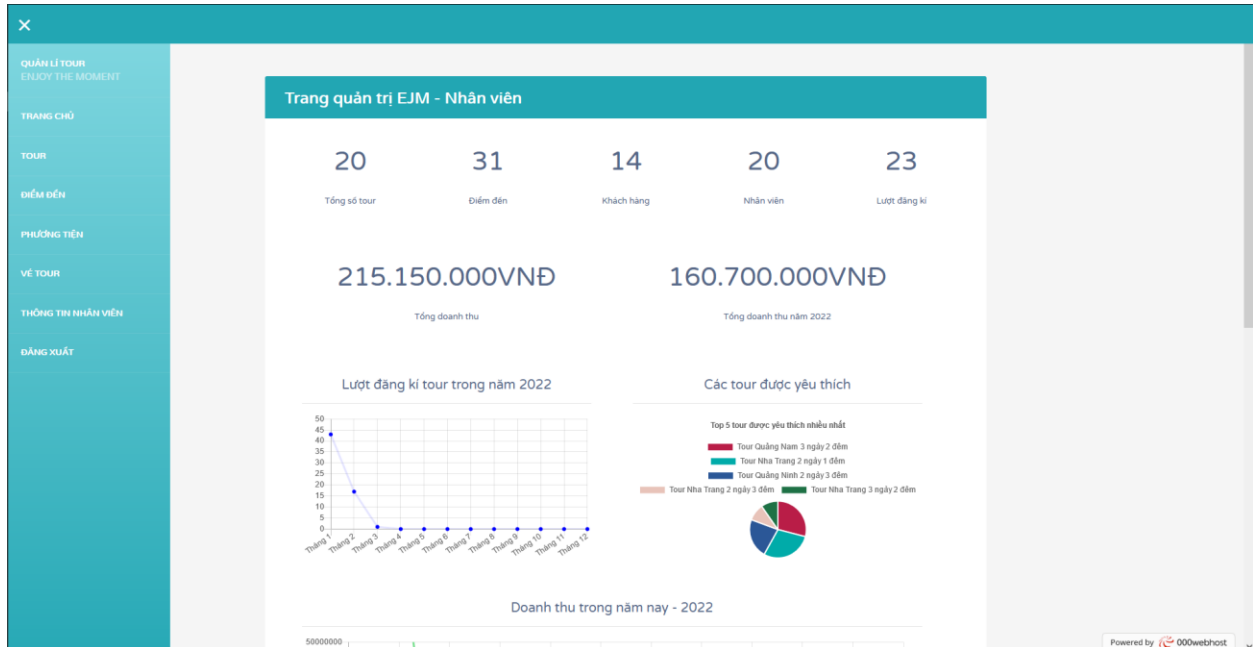 ×
QUẢN LÍ TOUR
ENJOY THE MOMENT
TRANG CHỦ
TOUR
ĐIỂM ĐẾN
PHƯƠNG TIỆN
VÉ TOUR
THÔNG TIN NHÂN VIÊN
ĐĂNG XUẤT
Trang quản trị EJM - Nhân viên
20 31 14 20 23
Tổng số tour Điểm đến Khách hàng Nhân viên Lượt đăng kí
215.150.000VNĐ 160.700.000VNĐ
Tổng doanh thu Tổng doanh thu năm 2022
Lượt đăng kí tour trong năm 2022
50
45
40
35
30
25
20
15
10
5
0
Tháng 1 Tháng 2 Tháng 3 Tháng 4 Tháng 5 Tháng 6 Tháng 7 Tháng 8 Tháng 9 Tháng 10 Tháng 11 Tháng 12
Các tour được yêu thích
Top 5 tour được yêu thích nhiều nhất
Tour Quảng Nam 3 ngày 2 đêm
Tour Nha Trang 2 ngày 1 đêm
Tour Quảng Ninh 2 ngày 3 đêm
Tour Nha Trang 2 ngày 3 đêm Tour Nha Trang 3 ngày 2 đêm
Doanh thu trong năm nay - 2022
50000000
Powered by 000webhost